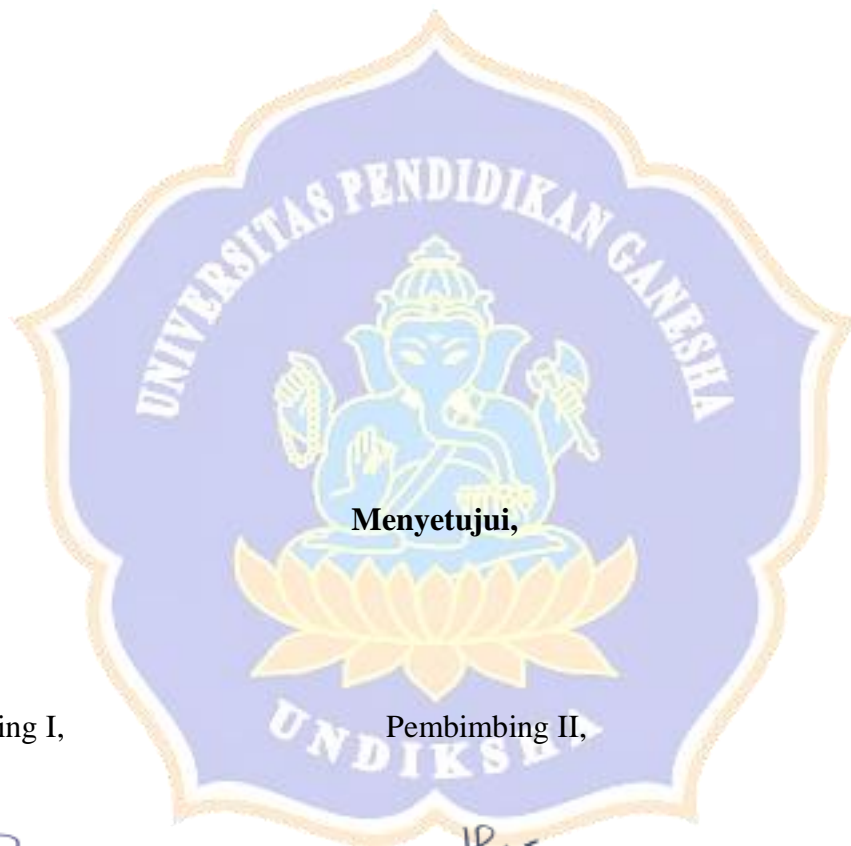 UNIVERSITAS PENDIDIKAN GANESHA
Menyetujui,
ing I,
Pembimbing II,
UNDIKSHA